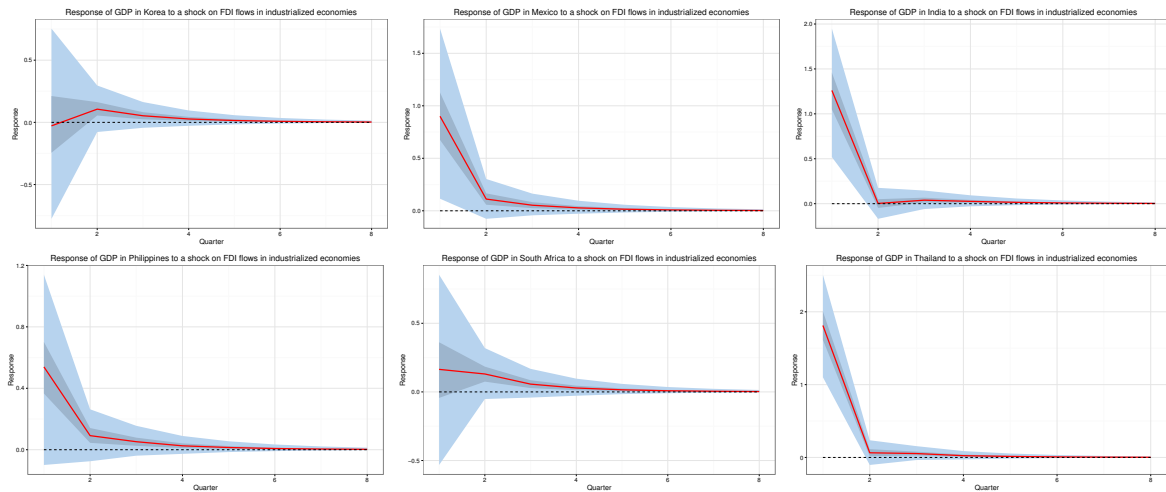 Response of GDP in Korea to a shock on FDI flows in industrialized economies
Response
0.5
0.0
−0.5
2
4
6
8
Quarter
Response of GDP in Mexico to a shock on FDI flows in industrialized economies
Response
1.5
1.0
0.5
0.0
2
4
6
8
Quarter
Response of GDP in India to a shock on FDI flows in industrialized economies
Response
2.0
1.5
1.0
0.5
0.0
2
4
6
8
Quarter
Response of GDP in Philippines to a shock on FDI flows in industrialized economies
Response
1.2
0.8
0.4
0.0
2
4
6
8
Quarter
Response of GDP in South Africa to a shock on FDI flows in industrialized economies
Response
0.5
0.0
−0.5
2
4
6
8
Quarter
Response of GDP in Thailand to a shock on FDI flows in industrialized economies
Response
2
1
0
2
4
6
8
Quarter